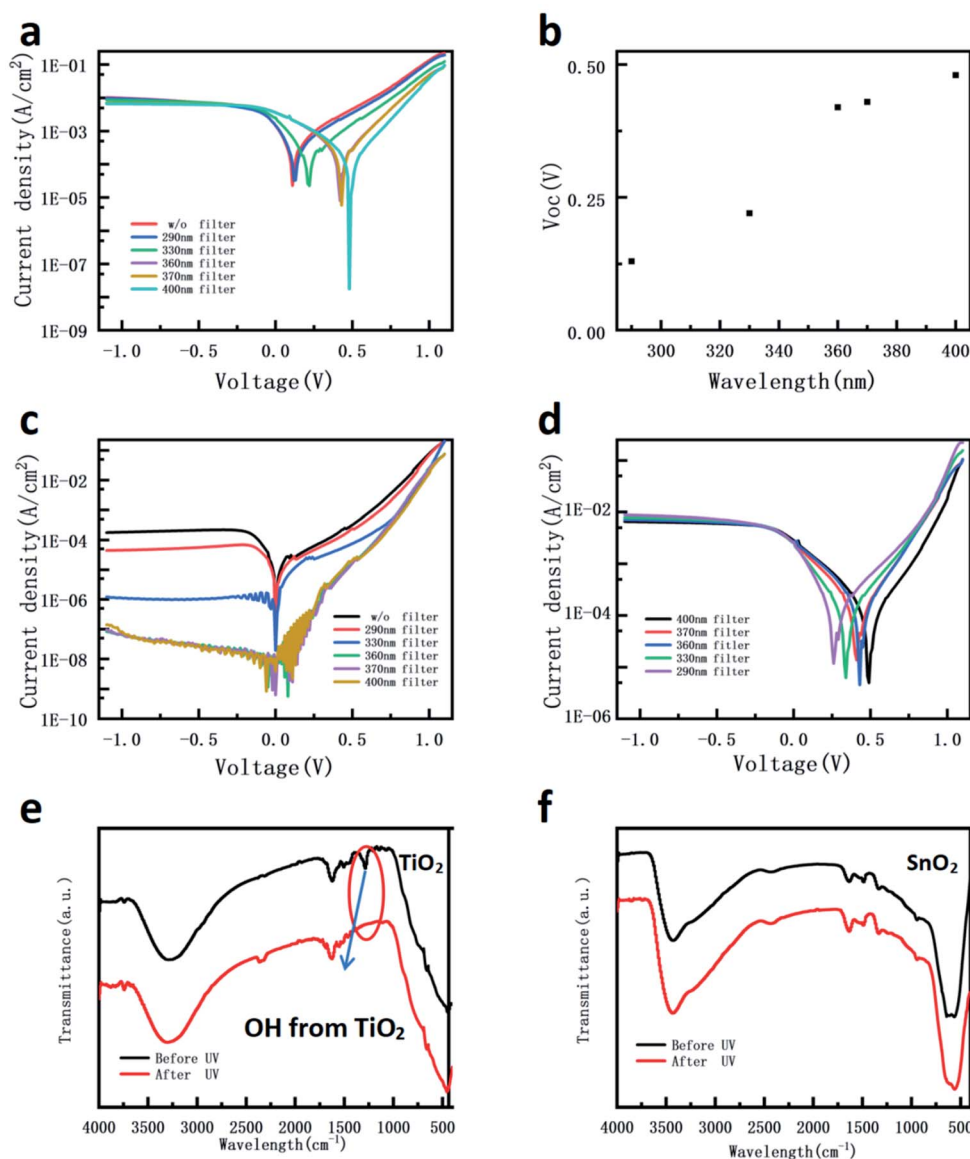 a
1E-01
1E-03
1E-05
1E-07
1E-09
Current density(A/cm²)
w/o filter
290nm filter
330nm filter
360nm filter
370nm filter
400nm filter
-1.0 -0.5 0.0 0.5 1.0
Voltage(V)
b
0.50
0.25
0.00
Voc(V)
300 320 340 360 380 400
Wavelength(nm)
c
1E-02
1E-04
1E-06
1E-08
1E-10
Current density(A/cm²)
w/o filter
290nm filter
330nm filter
360nm filter
370nm filter
400nm filter
-1.0 -0.5 0.0 0.5 1.0
Voltage(V)
d
1E-02
1E-04
1E-06
Current density(A/cm²)
400nm filter
370nm filter
360nm fitler
330nm filter
290nm filter
-1.0 -0.5 0.0 0.5 1.0
Voltage(V)
e
TiO₂
OH from TiO₂
Transmittance(a.u.)
Before UV
After UV
4000 3500 3000 2500 2000 1500 1000 500
Wavelength(cm⁻¹)
f
SnO₂
Transmittance(a.u.)
Before UV
After UV
4000 3500 3000 2500 2000 1500 1000 500
Wavelength(cm⁻¹)